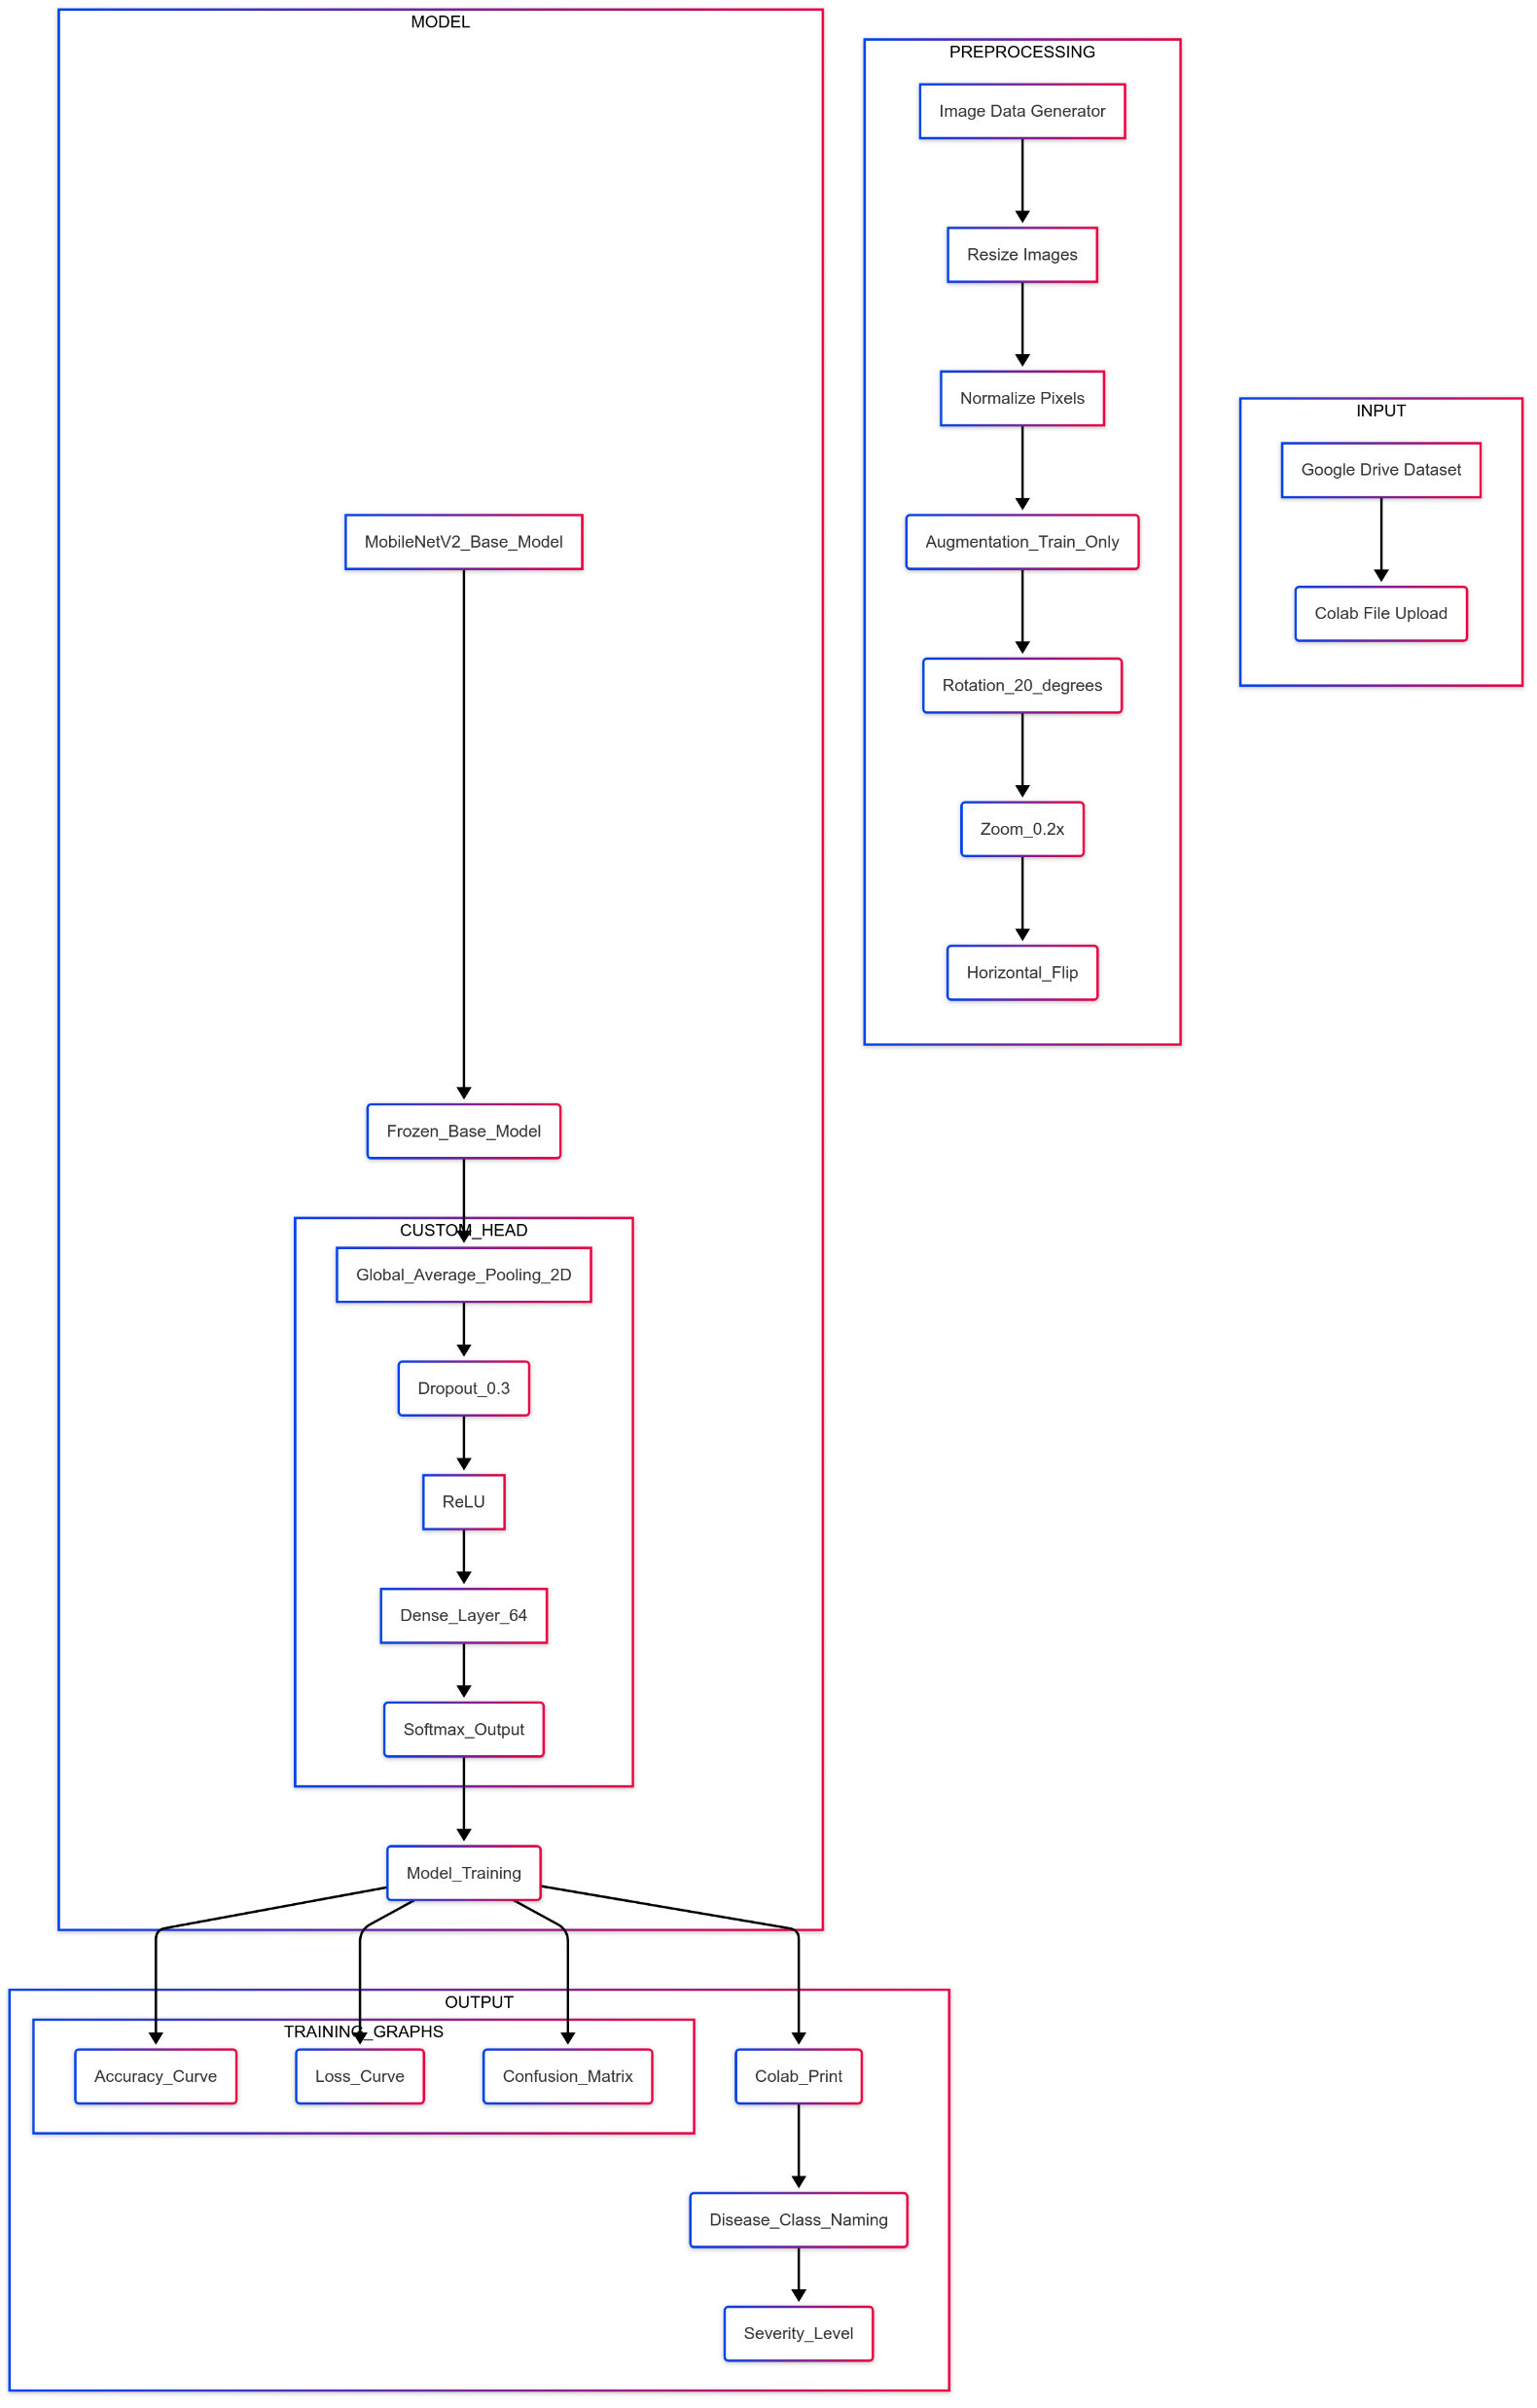 MODEL
MobileNetV2_Base_Model
Frozen_Base_Model
CUSTOM_HEAD
Global_Average_Pooling_2D
Dropout_0.3
ReLU
Dense_Layer_64
Softmax_Output
Model_Training
PREPROCESSING
Image Data Generator
Resize Images
Normalize Pixels
Augmentation_Train_Only
Rotation_20_degrees
Zoom_0.2x
Horizontal_Flip
INPUT
Google Drive Dataset
Colab File Upload
OUTPUT
TRAINING_GRAPHS
Accuracy_Curve
Loss_Curve
Confusion_Matrix
Colab_Print
Disease_Class_Naming
Severity_Level